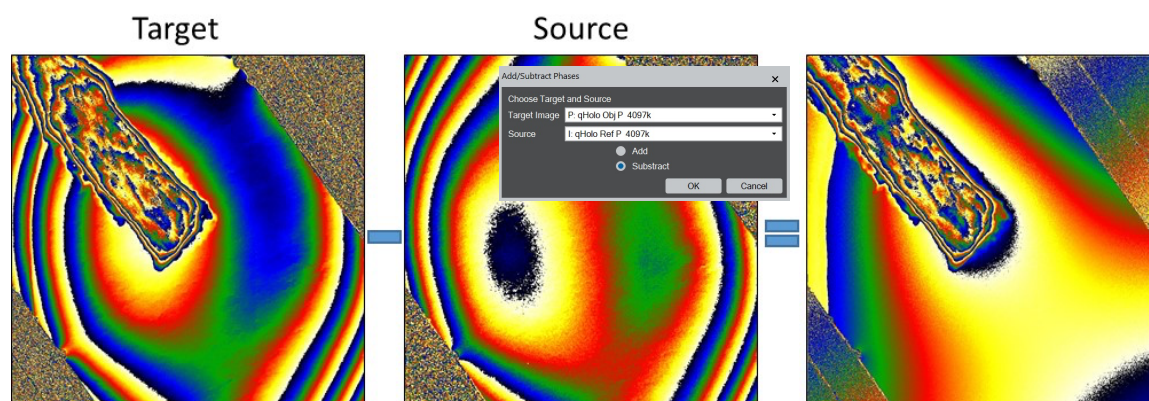 Target
Source
Add/Subtract Phases
×
Choose Target and Source
Target Image P: qHolo Obj P 4097k
Source I: qHolo Ref P 4097k
Add
Substract
OK Cancel